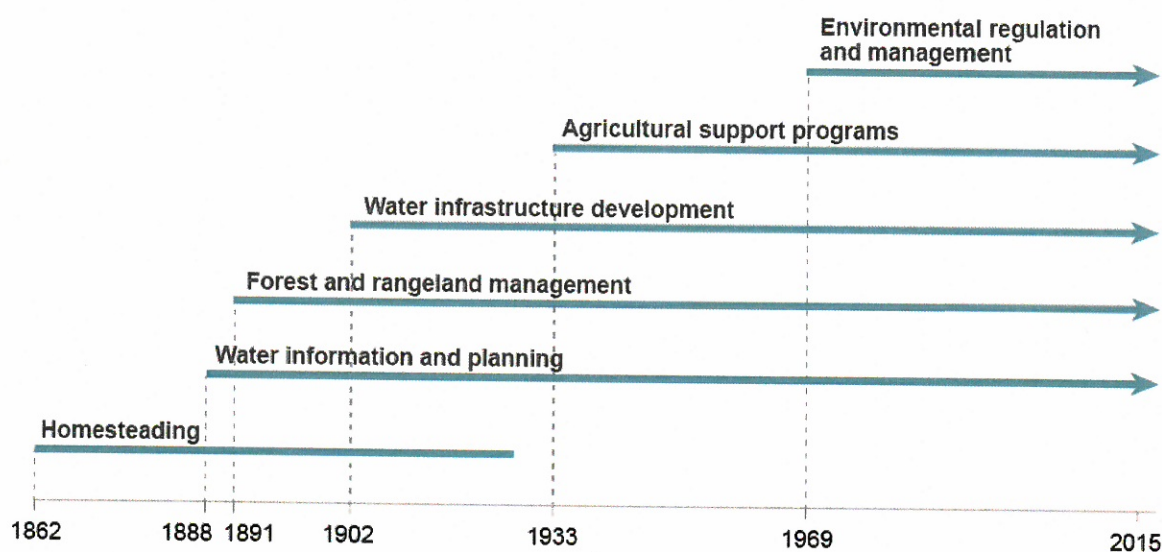 Environmental regulation
and management
Agricultural support programs
Water infrastructure development
Forest and rangeland management
Water information and planning
Homesteading
1862
1888
1891
1902
1933
1969
2015